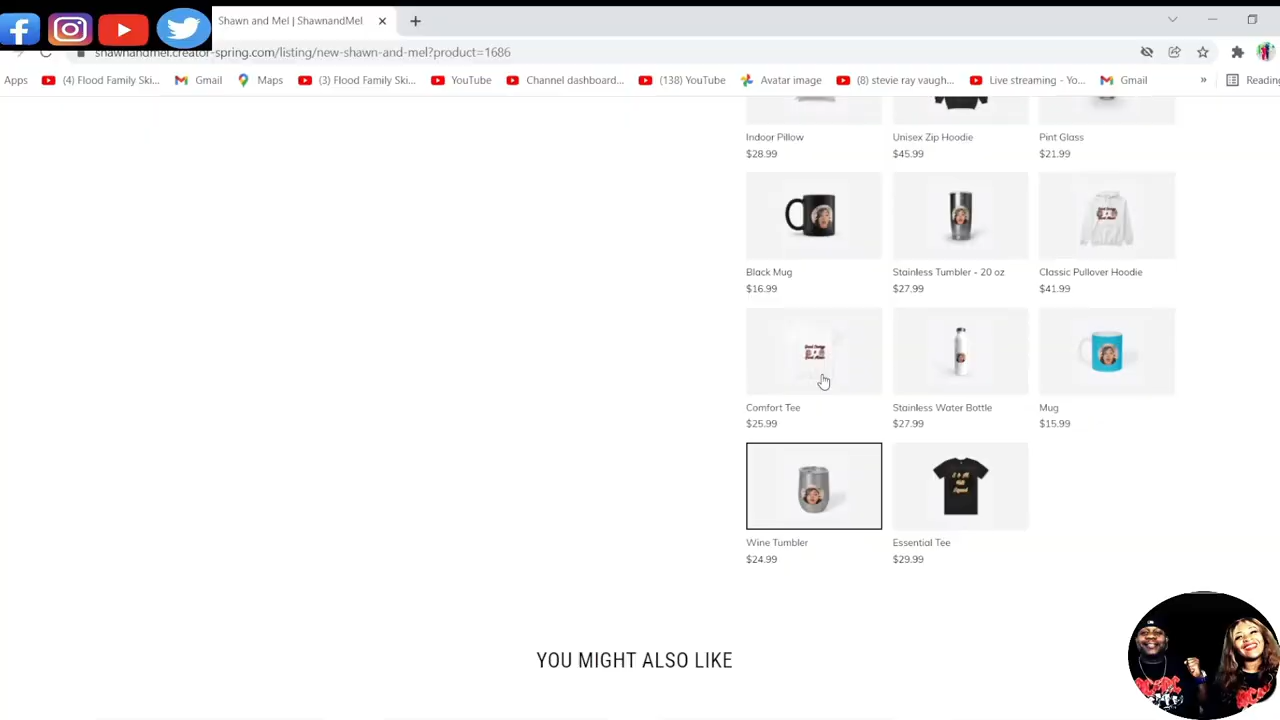 Shawn and Mel | ShawnandMel
shawnandmel.creator-spring.com/listing/new-shawn-and-mel?product=1686
Apps (4) Flood Family Ski... Gmail Maps (3) Flood Family Ski... YouTube Channel dashboard... (138) YouTube Avatar image (8) stevie ray vaugh... Live streaming - Yo... Gmail » Reading
Indoor Pillow Unisex Zip Hoodie Pint Glass
$28.99 $45.99 $21.99
Black Mug Stainless Tumbler - 20 oz Classic Pullover Hoodie
$16.99 $27.99 $41.99
Comfort Tee Stainless Water Bottle Mug
$25.99 $27.99 $15.99
Wine Tumbler Essential Tee
$24.99 $29.99
YOU MIGHT ALSO LIKE